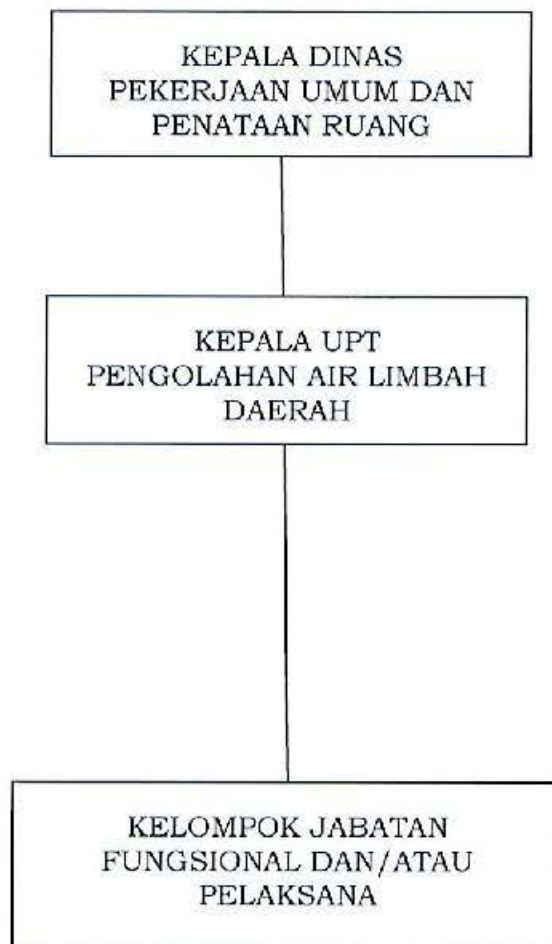 KEPALA DINAS
PEKERJAAN UMUM DAN
PENATAAN RUANG
KEPALA UPT
PENGOLAHAN AIR LIMBAH
DAERAH
KELOMPOK JABATAN
FUNGSIONAL DAN/ATAU
PELAKSANA